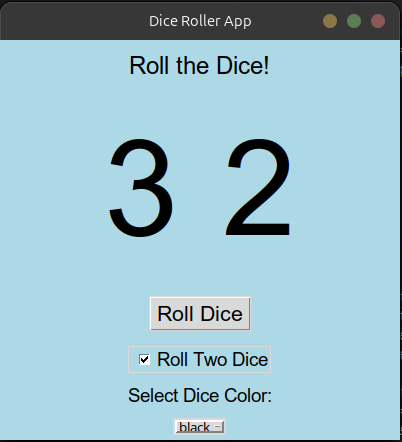 Dice Roller App
Roll the Dice!
3 2
Roll Dice
Roll Two Dice
Select Dice Color:
black